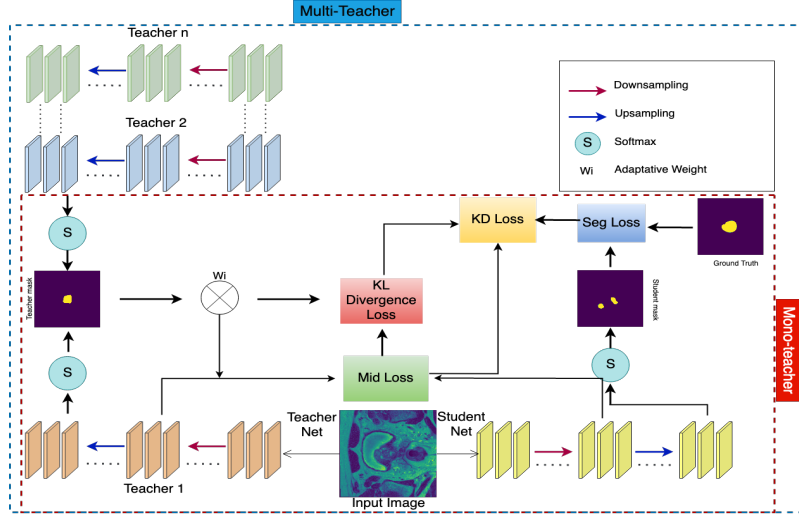 Multi-Teacher
Teacher n
Teacher 2
Downsampling
Upsampling
S
Softmax
Wi
Adaptative Weight
S
KD Loss
Seg Loss
Ground Truth
Teacher mask
Wi
KL
Divergence
Loss
Student mask
Mono-teacher
S
Mid Loss
S
Teacher
Net
Student
Net
Teacher 1
Input Image